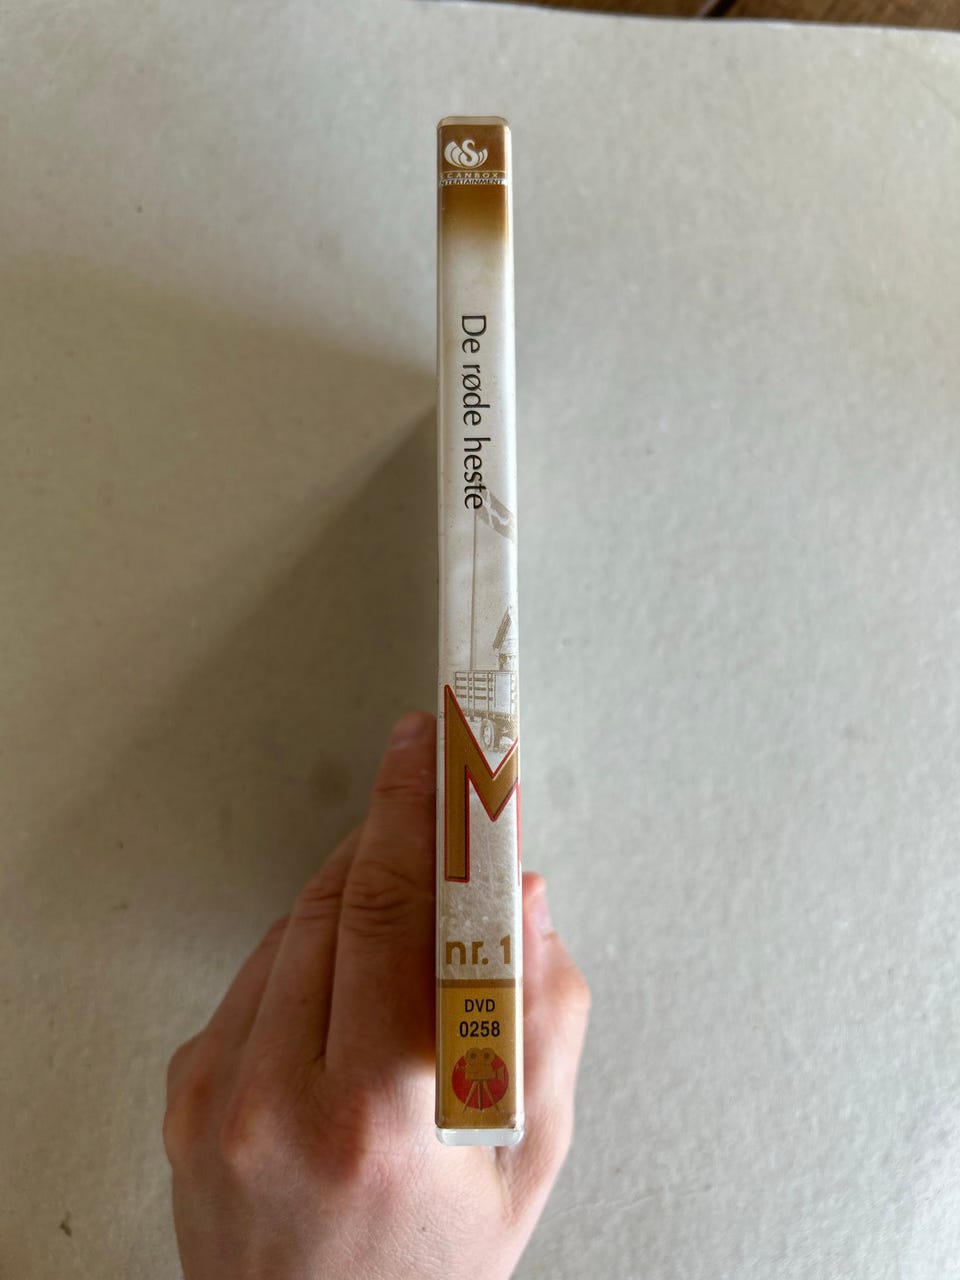 SCANBOX
ENTERTAINMENT
De røde heste
M
nr. 1
DVD
0258